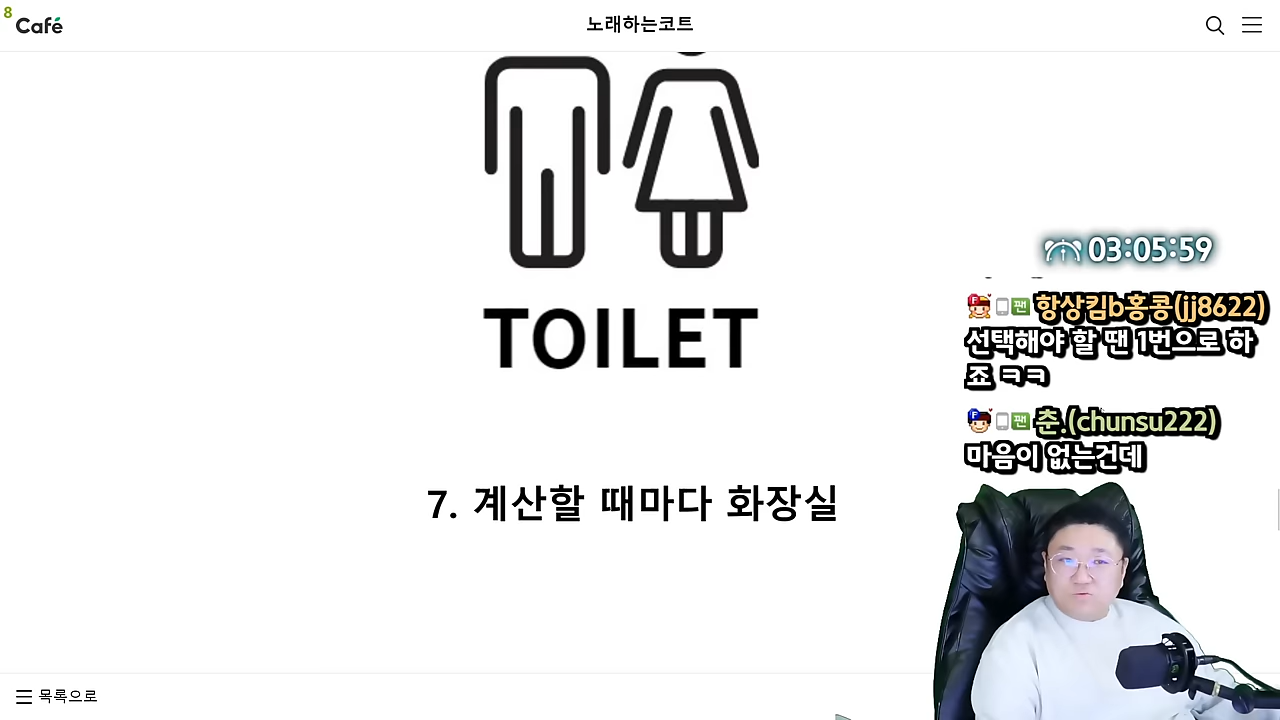 8
Café
노래하는코트
TOILET
7. 계산할 때마다 화장실
03:05:59
F 팬 항상킴b홍콩(jj8622)
선택해야 할 땐 1번으로 하
죠 ㅋㅋ
F 팬 춘.(chunsu222)
마음이 없는건데
목록으로